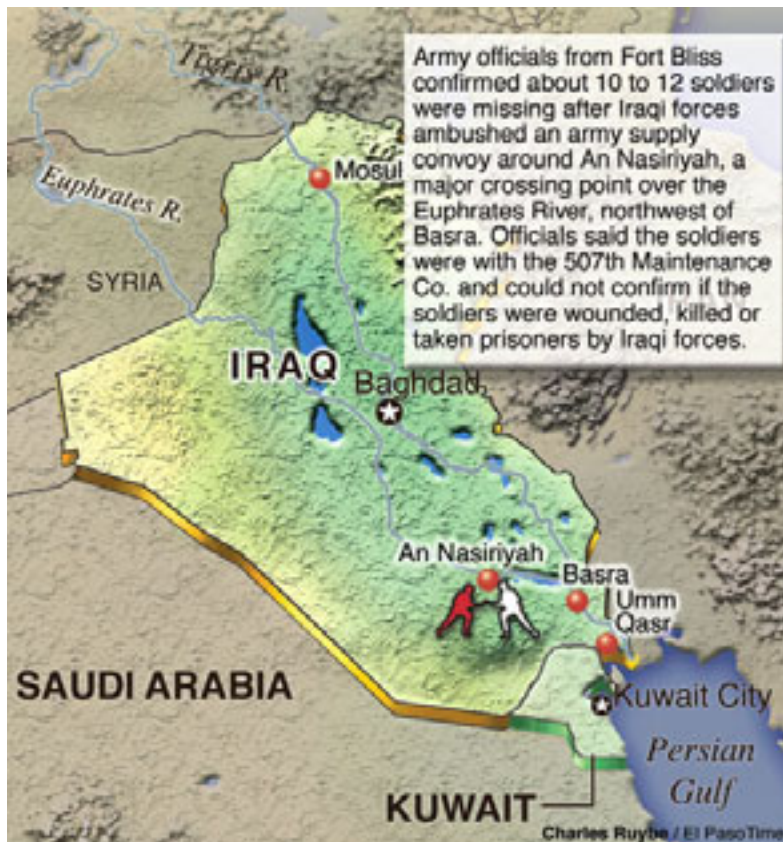 Army officials from Fort Bliss
confirmed about 10 to 12 soldiers
were missing after Iraqi forces
ambushed an army supply
convoy around An Nasiriyah, a
major crossing point over the
Euphrates River, northwest of
Basra. Officials said the soldiers
were with the 507th Maintenance
Co. and could not confirm if the
soldiers were wounded, killed or
taken prisoners by Iraqi forces.
Tigris R.
Mosul
Euphrates R.
SYRIA
IRAQ
Baghdad
An Nasiriyah
Basra
Umm
Qasr
SAUDI ARABIA
Kuwait City
Persian
Gulf
KUWAIT
Charles Ruybe / El PasoTime